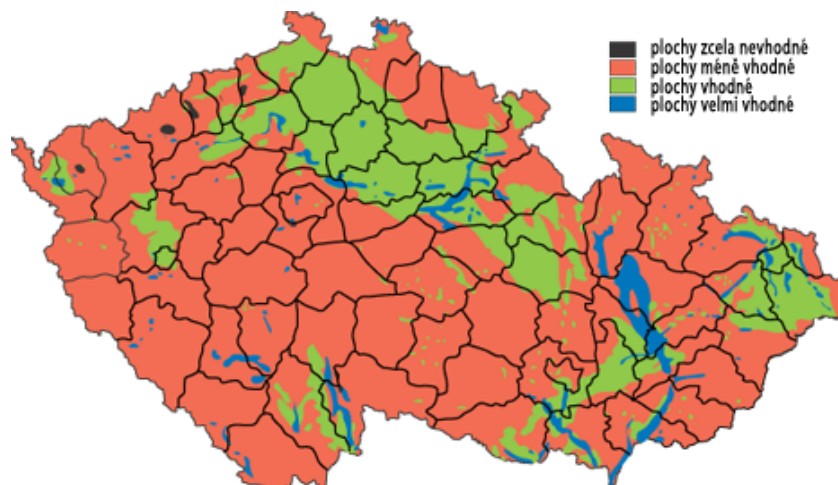 plochy zcela nevhodné
plochy méně vhodné
plochy vhodné
plochy velmi vhodné